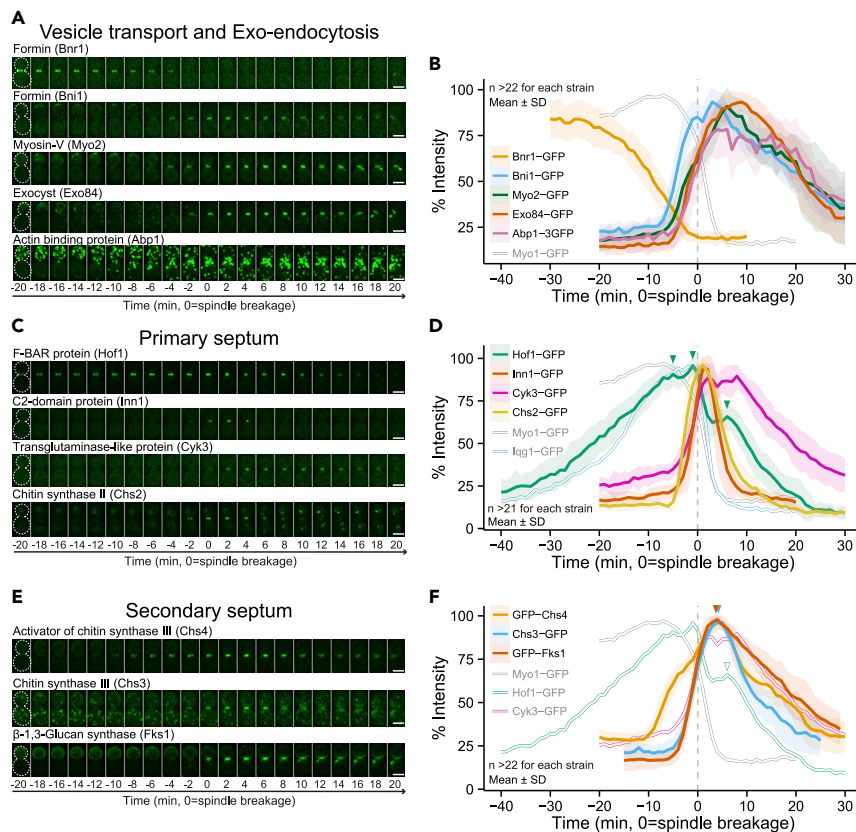 A
Vesicle transport and Exo-endocytosis
Formin (Bnr1)
Formin (Bni1)
Myosin-V (Myo2)
Exocyst (Exo84)
Actin binding protein (Abp1)
-20 -18 -16 -14 -12 -10 -8 -6 -4 -2 0 2 4 6 8 10 12 14 16 18 20
Time (min, 0=spindle breakage)
B
n >22 for each strain
Mean ± SD
% Intensity
100
75
50
25
Bnr1−GFP
Bni1−GFP
Myo2−GFP
Exo84−GFP
Abp1−3GFP
Myo1−GFP
−40 −30 −20 −10 0 10 20 30
Time (min, 0=spindle breakage)
C
Primary septum
F-BAR protein (Hof1)
C2-domain protein (Inn1)
Transglutaminase-like protein (Cyk3)
Chitin synthase II (Chs2)
-20 -18 -16 -14 -12 -10 -8 -6 -4 -2 0 2 4 6 8 10 12 14 16 18 20
Time (min, 0=spindle breakage)
D
% Intensity
100
75
50
25
0
Hof1−GFP
Inn1−GFP
Cyk3−GFP
Chs2−GFP
Myo1−GFP
Iqg1−GFP
n >21 for each strain
Mean ± SD
−40 −30 −20 −10 0 10 20 30
Time (min, 0=spindle breakage)
E
Secondary septum
Activator of chitin synthase III (Chs4)
Chitin synthase III (Chs3)
β-1,3-Glucan synthase (Fks1)
-20 -18 -16 -14 -12 -10 -8 -6 -4 -2 0 2 4 6 8 10 12 14 16 18 20
Time (min, 0=spindle breakage)
F
% Intensity
100
75
50
25
0
GFP−Chs4
Chs3−GFP
GFP−Fks1
Myo1−GFP
Hof1−GFP
Cyk3−GFP
n >22 for each strain
Mean ± SD
−40 −30 −20 −10 0 10 20 30
Time (min, 0=spindle breakage)